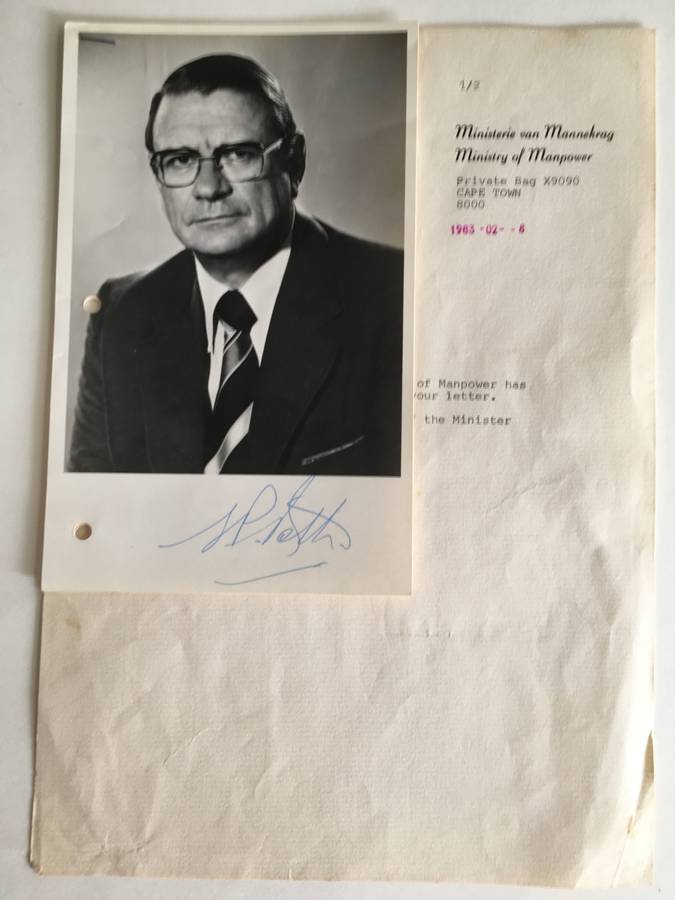 1/2
Ministerie van Mannekrag
Ministry of Manpower
Private Bag X9090
CAPE TOWN
8000
1983 -02- - 8
of Manpower has
your letter.
the Minister
S.P. Botha